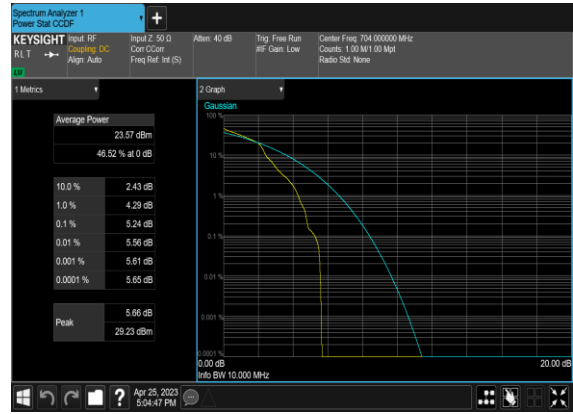 Spectrum Analyzer 1
Power Stat CCDF
KEYSIGHT
RLT
LW
Input: RF
Coupling: DC
Align: Auto
Input Z: 50 Ω
Corr CCorr
Freq Ref: Int (S)
Atten: 40 dB
Trig: Free Run
#IF Gain: Low
Center Freq: 704.000000 MHz
Counts: 1.00 M/1.00 Mpt
Radio Std: None
1 Metrics
Average Power
23.57 dBm
46.52 % at 0 dB
10.0 % 2.43 dB
1.0 % 4.29 dB
0.1 % 5.24 dB
0.01 % 5.56 dB
0.001 % 5.61 dB
0.0001 % 5.65 dB
Peak
5.66 dB
29.23 dBm
2 Graph
Gaussian
100 %
10 %
1 %
0.1 %
0.01 %
0.001 %
0.0001 %
0.00 dB
20.00 dB
Info BW 10.000 MHz
?
Apr 25, 2023
5:04:47 PM